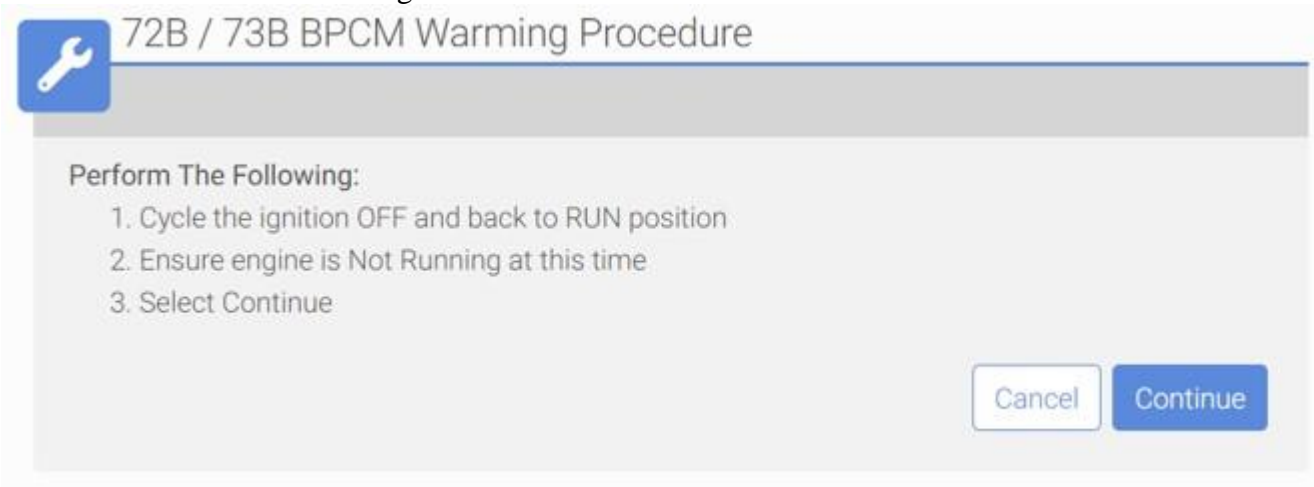 72B / 73B BPCM Warming Procedure
Perform The Following:
1. Cycle the ignition OFF and back to RUN position
2. Ensure engine is Not Running at this time
3. Select Continue
Cancel Continue